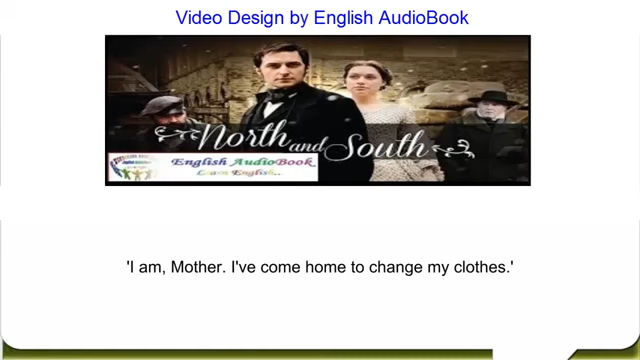 Video Design by English AudioBook
North and South
English AudioBook
Learn English...
'I am, Mother. I've come home to change my clothes.'